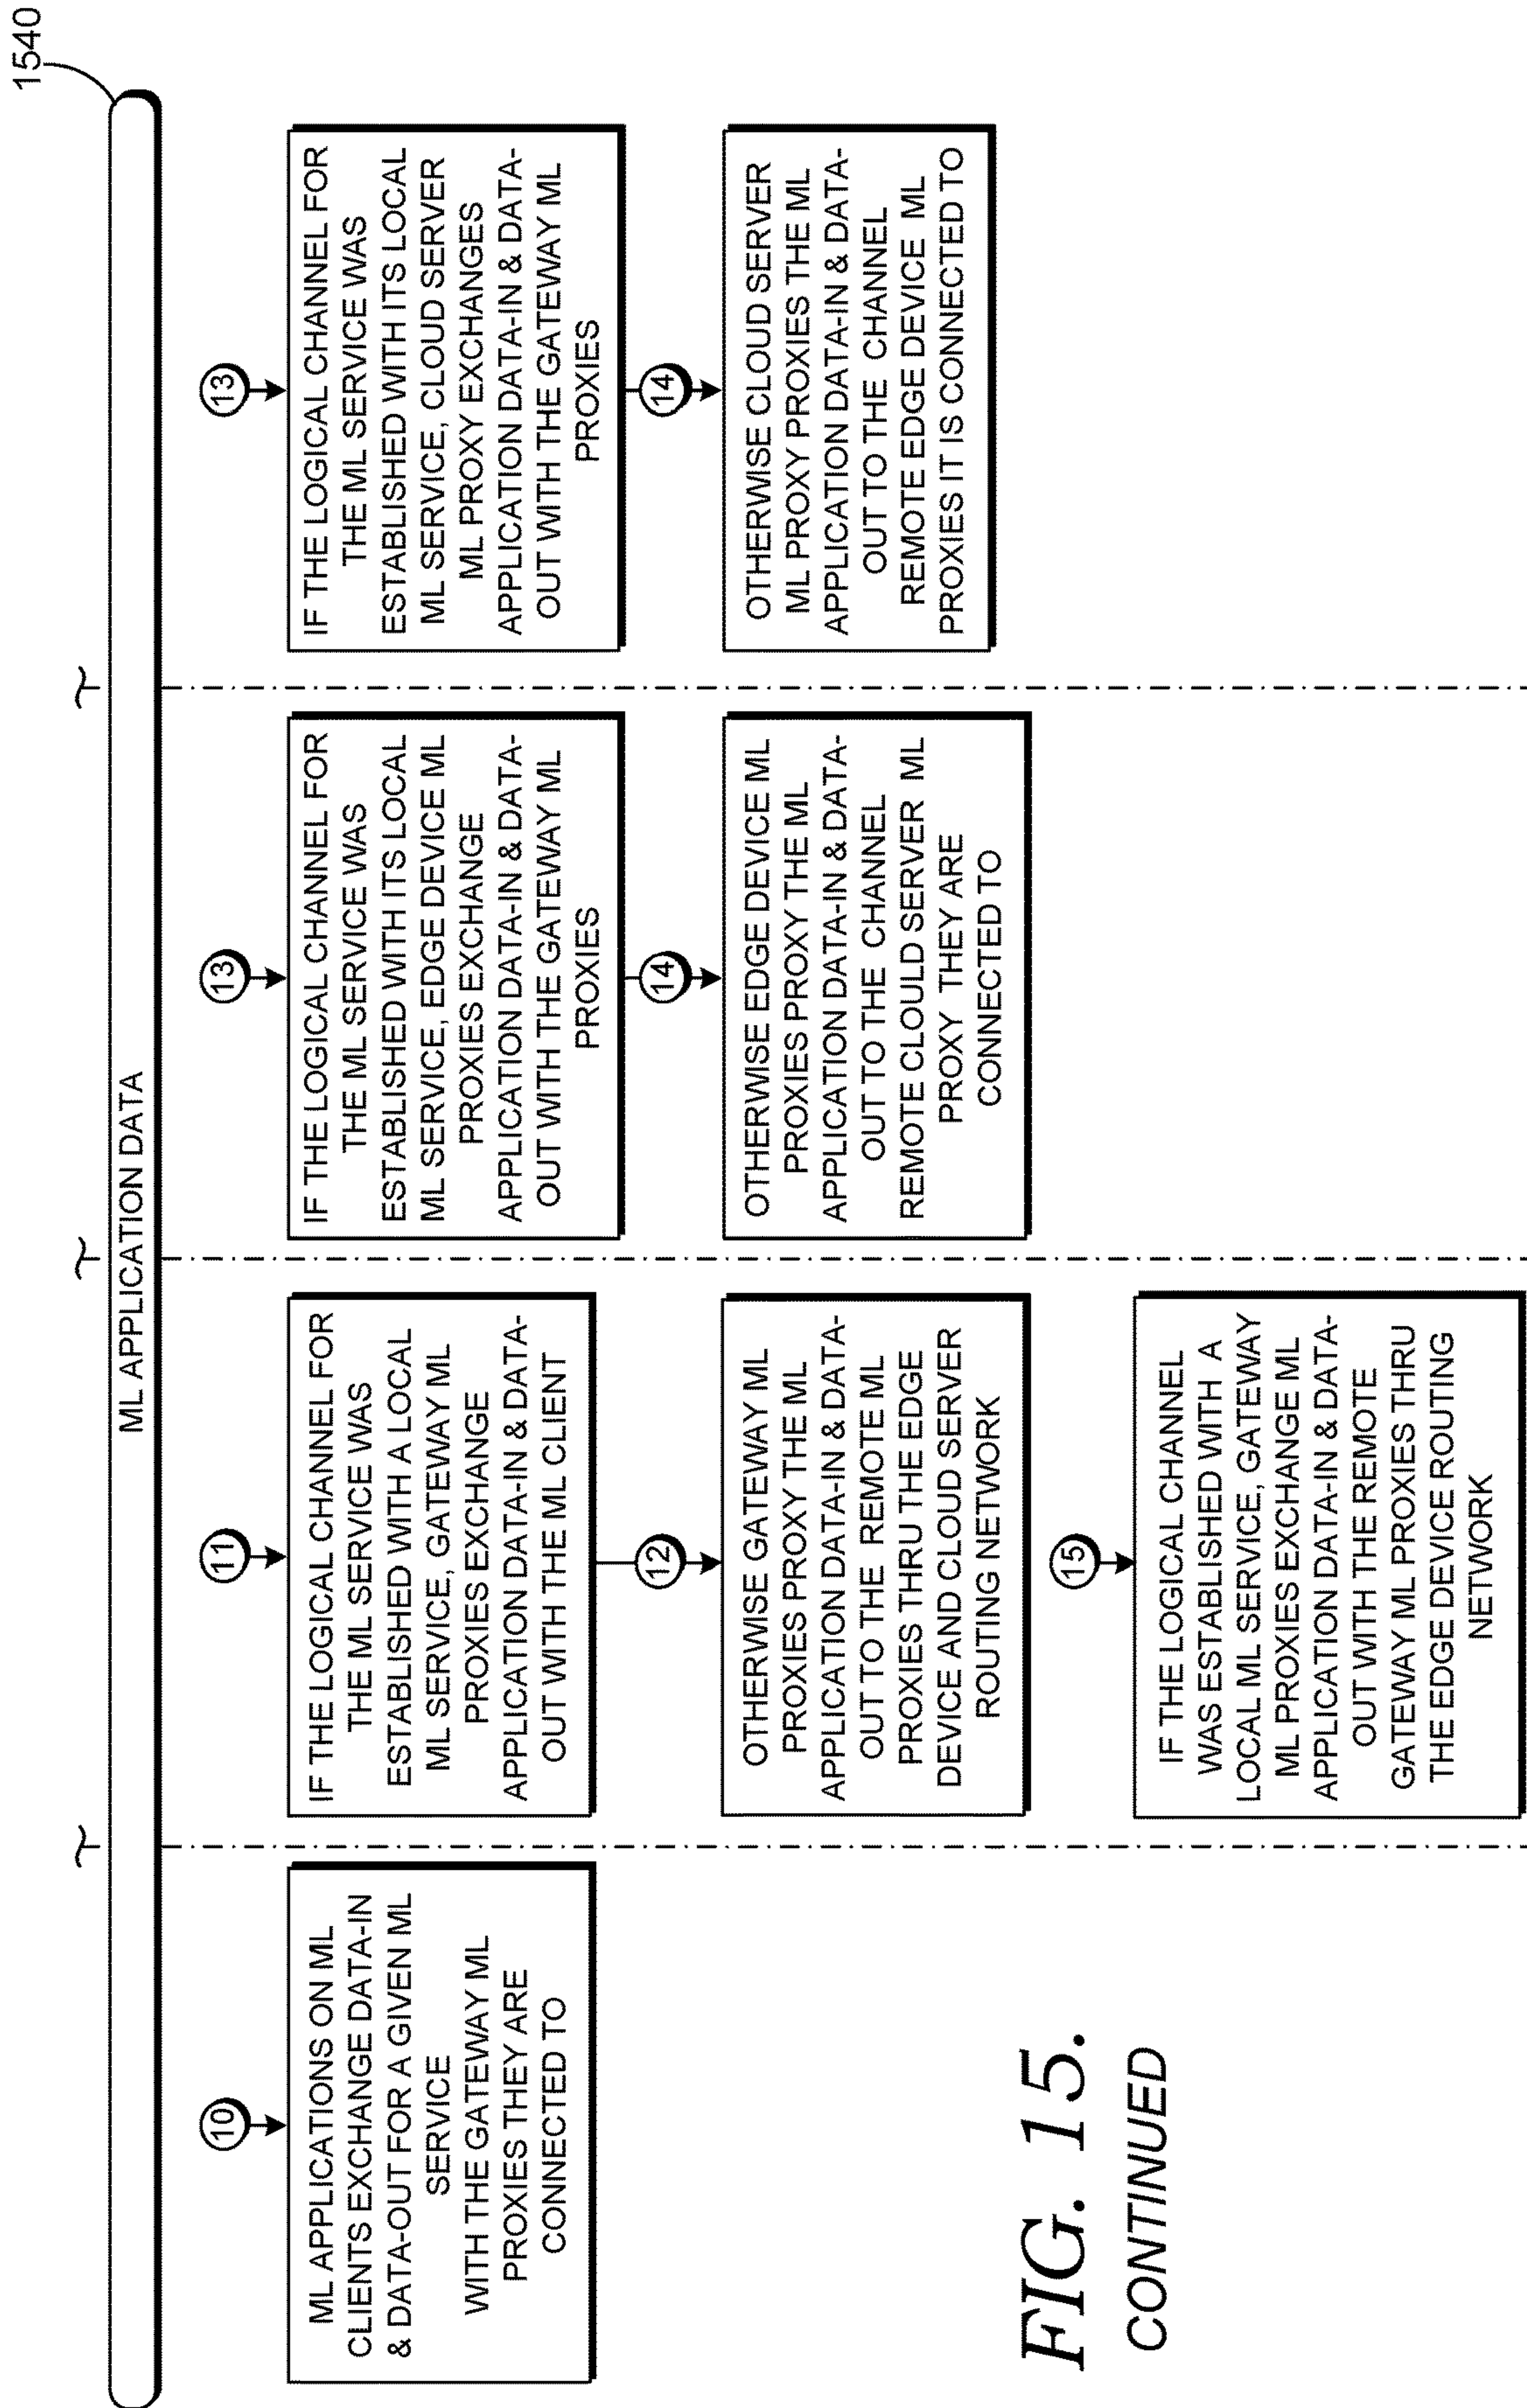 1540
ML APPLICATION DATA
10
ML APPLICATIONS ON ML
CLIENTS EXCHANGE DATA-IN
& DATA-OUT FOR A GIVEN ML
SERVICE
WITH THE GATEWAY ML
PROXIES THEY ARE
CONNECTED TO
11
IF THE LOGICAL CHANNEL FOR
THE ML SERVICE WAS
ESTABLISHED WITH A LOCAL
ML SERVICE, GATEWAY ML
PROXIES EXCHANGE
APPLICATION DATA-IN & DATA-
OUT WITH THE ML CLIENT
12
OTHERWISE GATEWAY ML
PROXIES PROXY THE ML
APPLICATION DATA-IN & DATA-
OUT TO THE REMOTE ML
PROXIES THRU THE EDGE
DEVICE AND CLOUD SERVER
ROUTING NETWORK
15
IF THE LOGICAL CHANNEL
WAS ESTABLISHED WITH A
LOCAL ML SERVICE, GATEWAY
ML PROXIES EXCHANGE ML
APPLICATION DATA-IN & DATA-
OUT WITH THE REMOTE
GATEWAY ML PROXIES THRU
THE EDGE DEVICE ROUTING
NETWORK
13
IF THE LOGICAL CHANNEL FOR
THE ML SERVICE WAS
ESTABLISHED WITH ITS LOCAL
ML SERVICE, EDGE DEVICE ML
PROXIES EXCHANGE
APPLICATION DATA-IN & DATA-
OUT WITH THE GATEWAY ML
PROXIES
14
OTHERWISE EDGE DEVICE ML
PROXIES PROXY THE ML
APPLICATION DATA-IN & DATA-
OUT TO THE CHANNEL
REMOTE CLOUD SERVER ML
PROXY THEY ARE
CONNECTED TO
13
IF THE LOGICAL CHANNEL FOR
THE ML SERVICE WAS
ESTABLISHED WITH ITS LOCAL
ML SERVICE, CLOUD SERVER
ML PROXY EXCHANGES
APPLICATION DATA-IN & DATA-
OUT WITH THE GATEWAY ML
PROXIES
14
OTHERWISE CLOUD SERVER
ML PROXY PROXIES THE ML
APPLICATION DATA-IN & DATA-
OUT TO THE CHANNEL
REMOTE EDGE DEVICE ML
PROXIES IT IS CONNECTED TO
FIG. 15.
CONTINUED